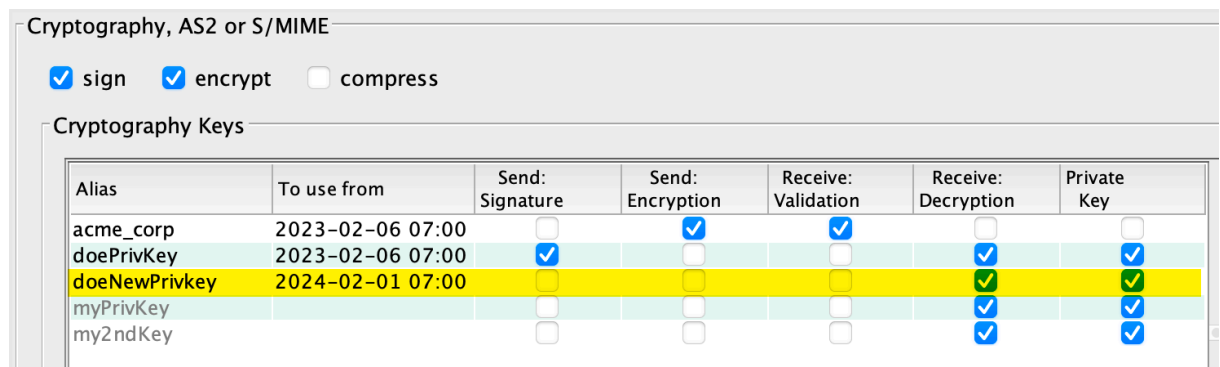 Cryptography, AS2 or S/MIME
sign encrypt compress
Cryptography Keys
Alias To use from Send: Signature Send: Encryption Receive: Validation Receive: Decryption Private Key
acme_corp 2023-02-06 07:00
doePrivKey 2023-02-06 07:00
doeNewPrivkey 2024-02-01 07:00
myPrivKey
my2ndKey